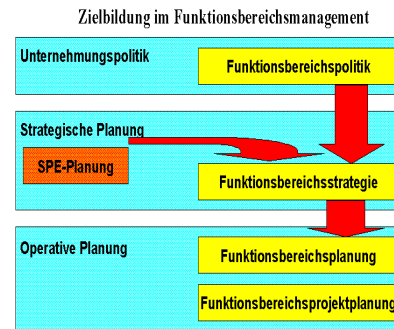 Zielbildung im Funktionsbereichsmanagement
Unternehmungspolitik
Funktionsbereichspolitik
Strategische Planung
SPE-Planung
Funktionsbereichsstrategie
Operative Planung
Funktionsbereichsplanung
Funktionsbereichsprojektplanung